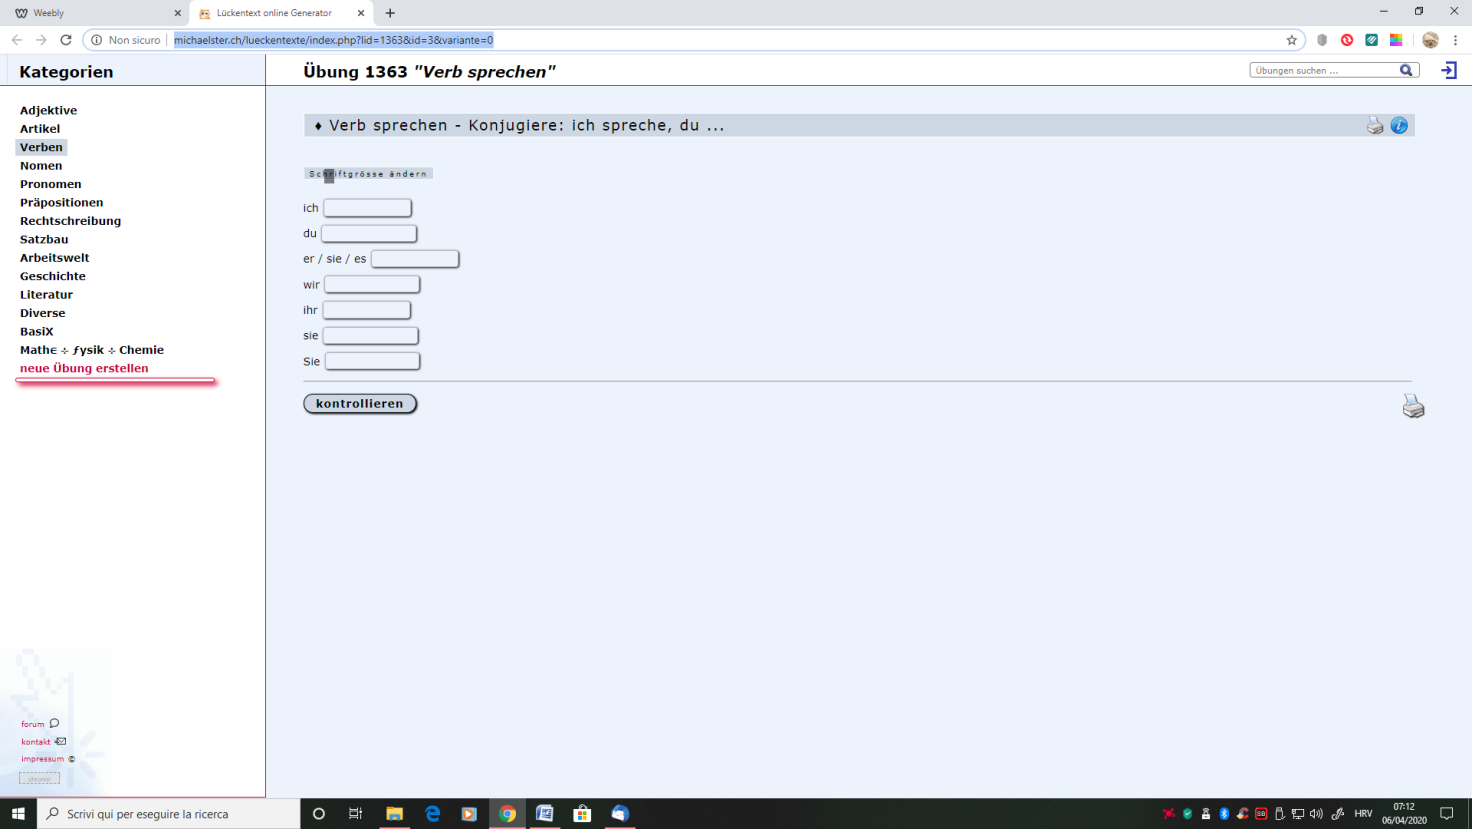 Weebly
Lückentext online Generator
Non sicuro
michaelster.ch/lueckentexte/index.php?lid=1363&id=3&variante=0
Kategorien
Übung 1363 "Verb sprechen"
Übungen suchen ...
Adjektive
Artikel
Verben
Nomen
Pronomen
Präpositionen
Rechtschreibung
Satzbau
Arbeitswelt
Geschichte
Literatur
Diverse
BasiX
Math∈ ÷ ƒysik ÷ Chemie
neue Übung erstellen
♦ Verb sprechen - Konjugiere: ich spreche, du ...
Schriftgrösse ändern
ich
du
er / sie / es
wir
ihr
sie
Sie
kontrollieren
forum
kontakt
impressum ©
Scrivi qui per eseguire la ricerca
HRV
07:12
06/04/2020